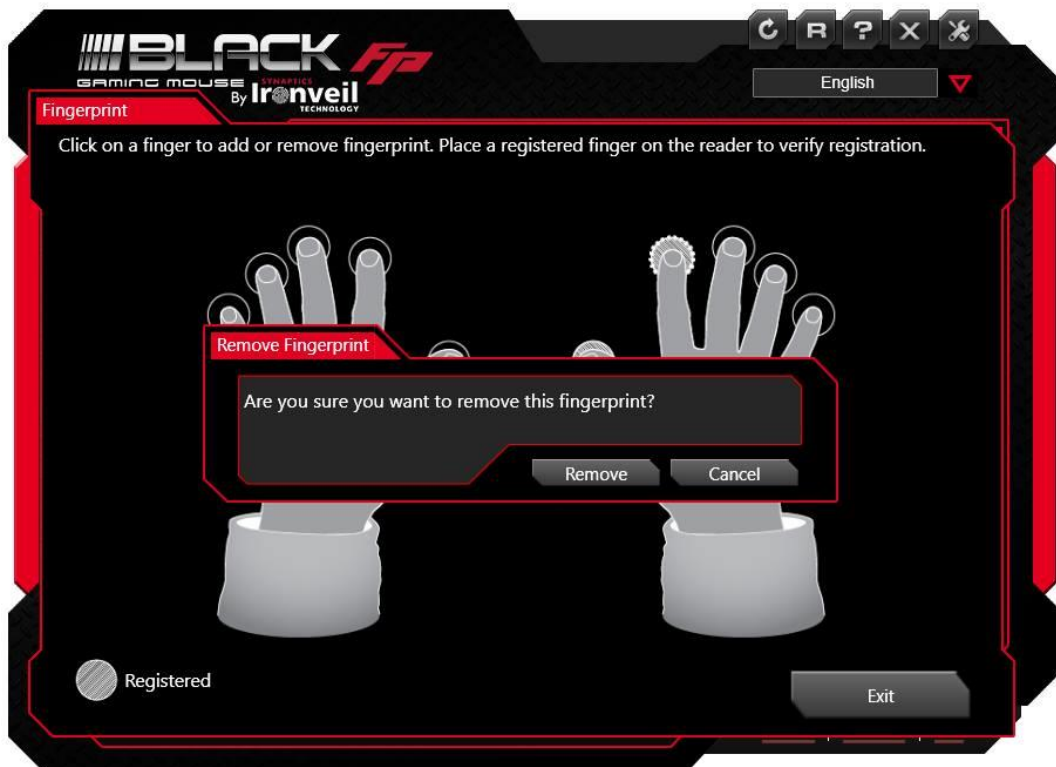 BLACK FP
GAMING MOUSE
SYNAPTICS
By Ironveil
TECHNOLOGY
R ? X
English
Fingerprint
Click on a finger to add or remove fingerprint. Place a registered finger on the reader to verify registration.
Remove Fingerprint
Are you sure you want to remove this fingerprint?
Remove Cancel
Registered
Exit